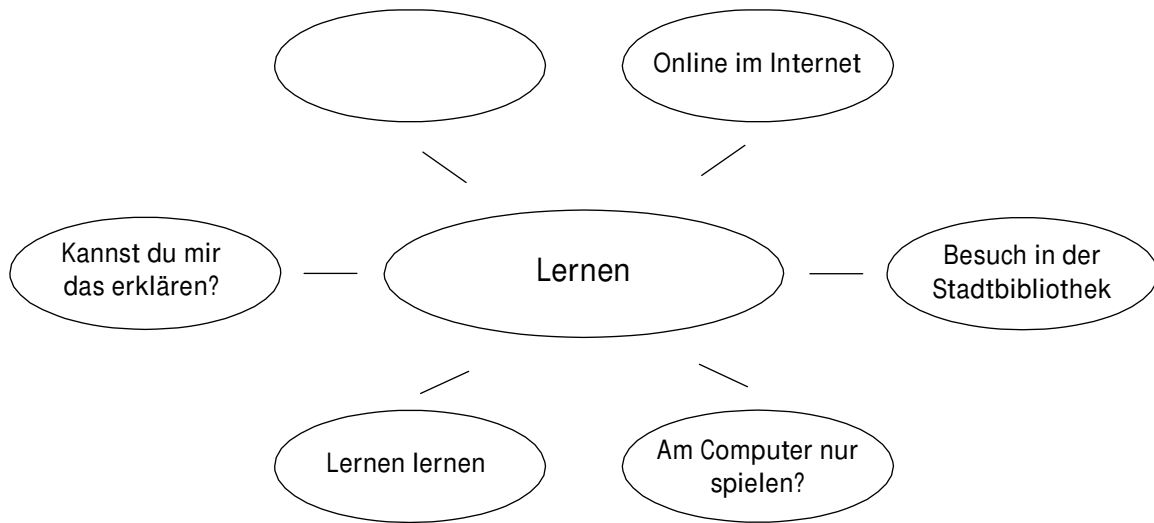 Online im Internet
Kannst du mir
das erklären?
Lernen
Besuch in der
Stadtbibliothek
Lernen lernen
Am Computer nur
spielen?